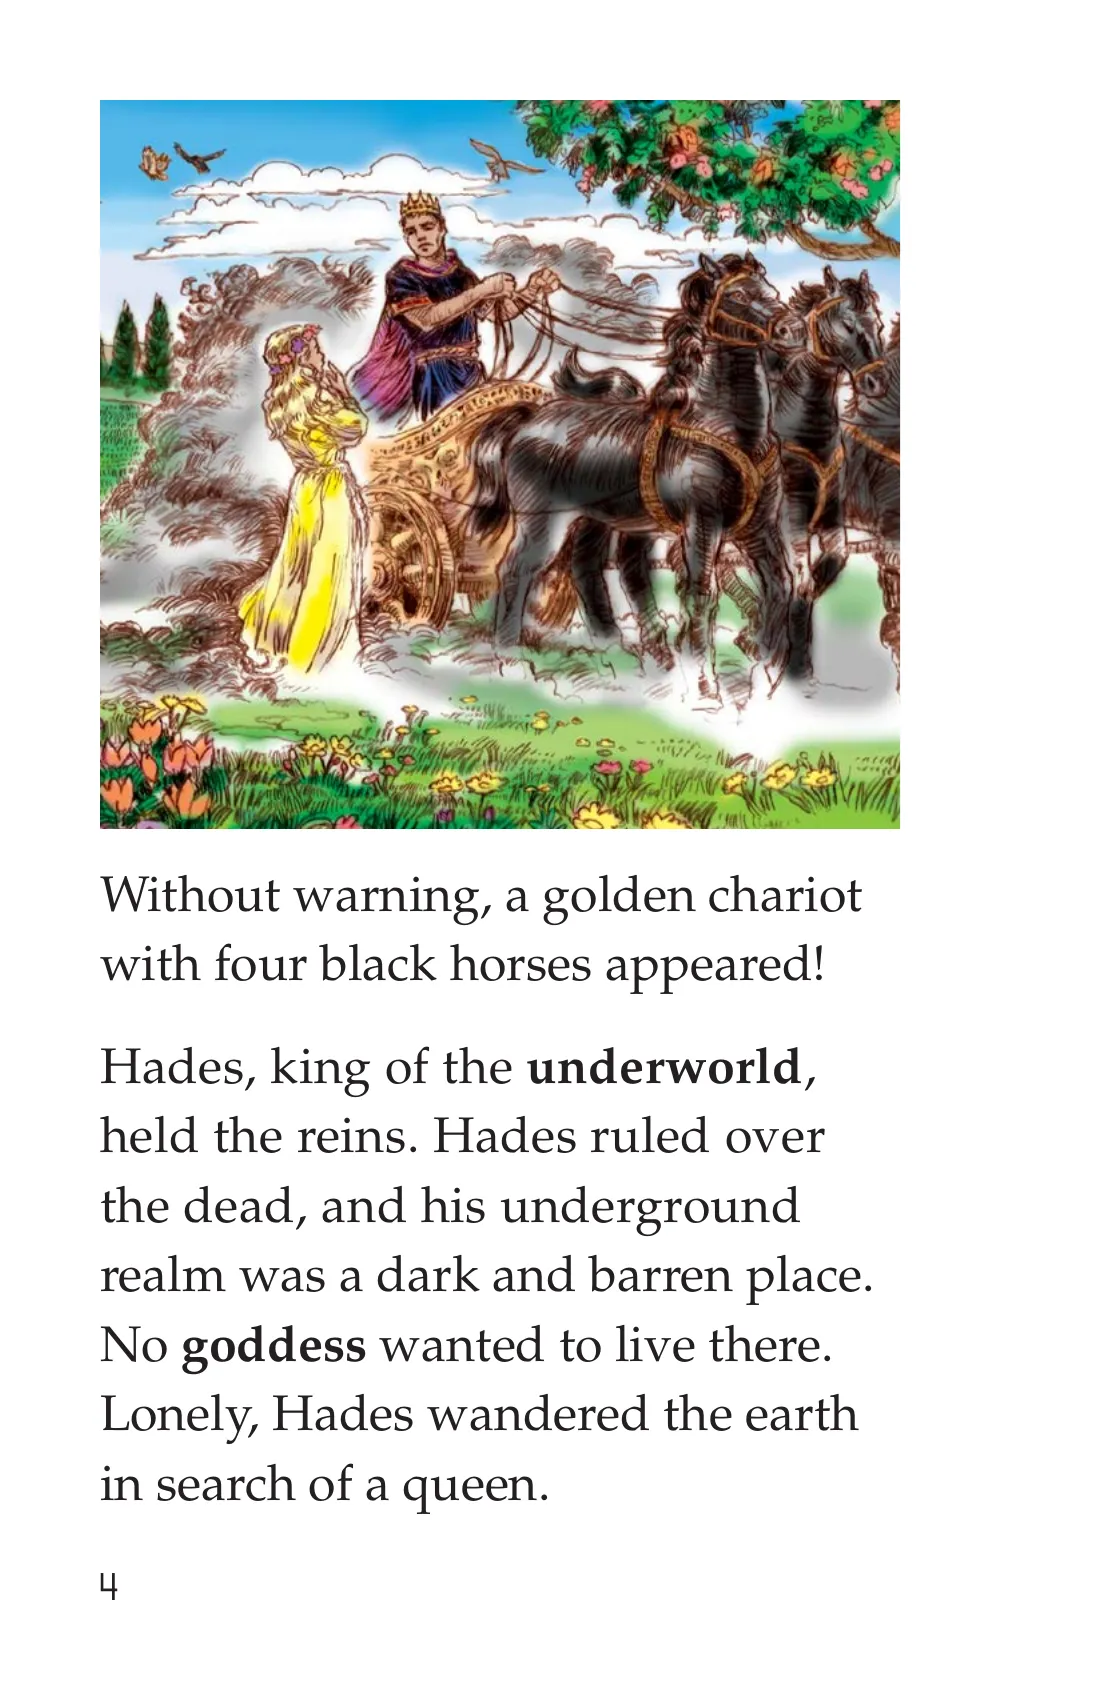 Without warning, a golden chariot
with four black horses appeared!
Hades, king of the underworld,
held the reins. Hades ruled over
the dead, and his underground
realm was a dark and barren place.
No goddess wanted to live there.
Lonely, Hades wandered the earth
in search of a queen.
4